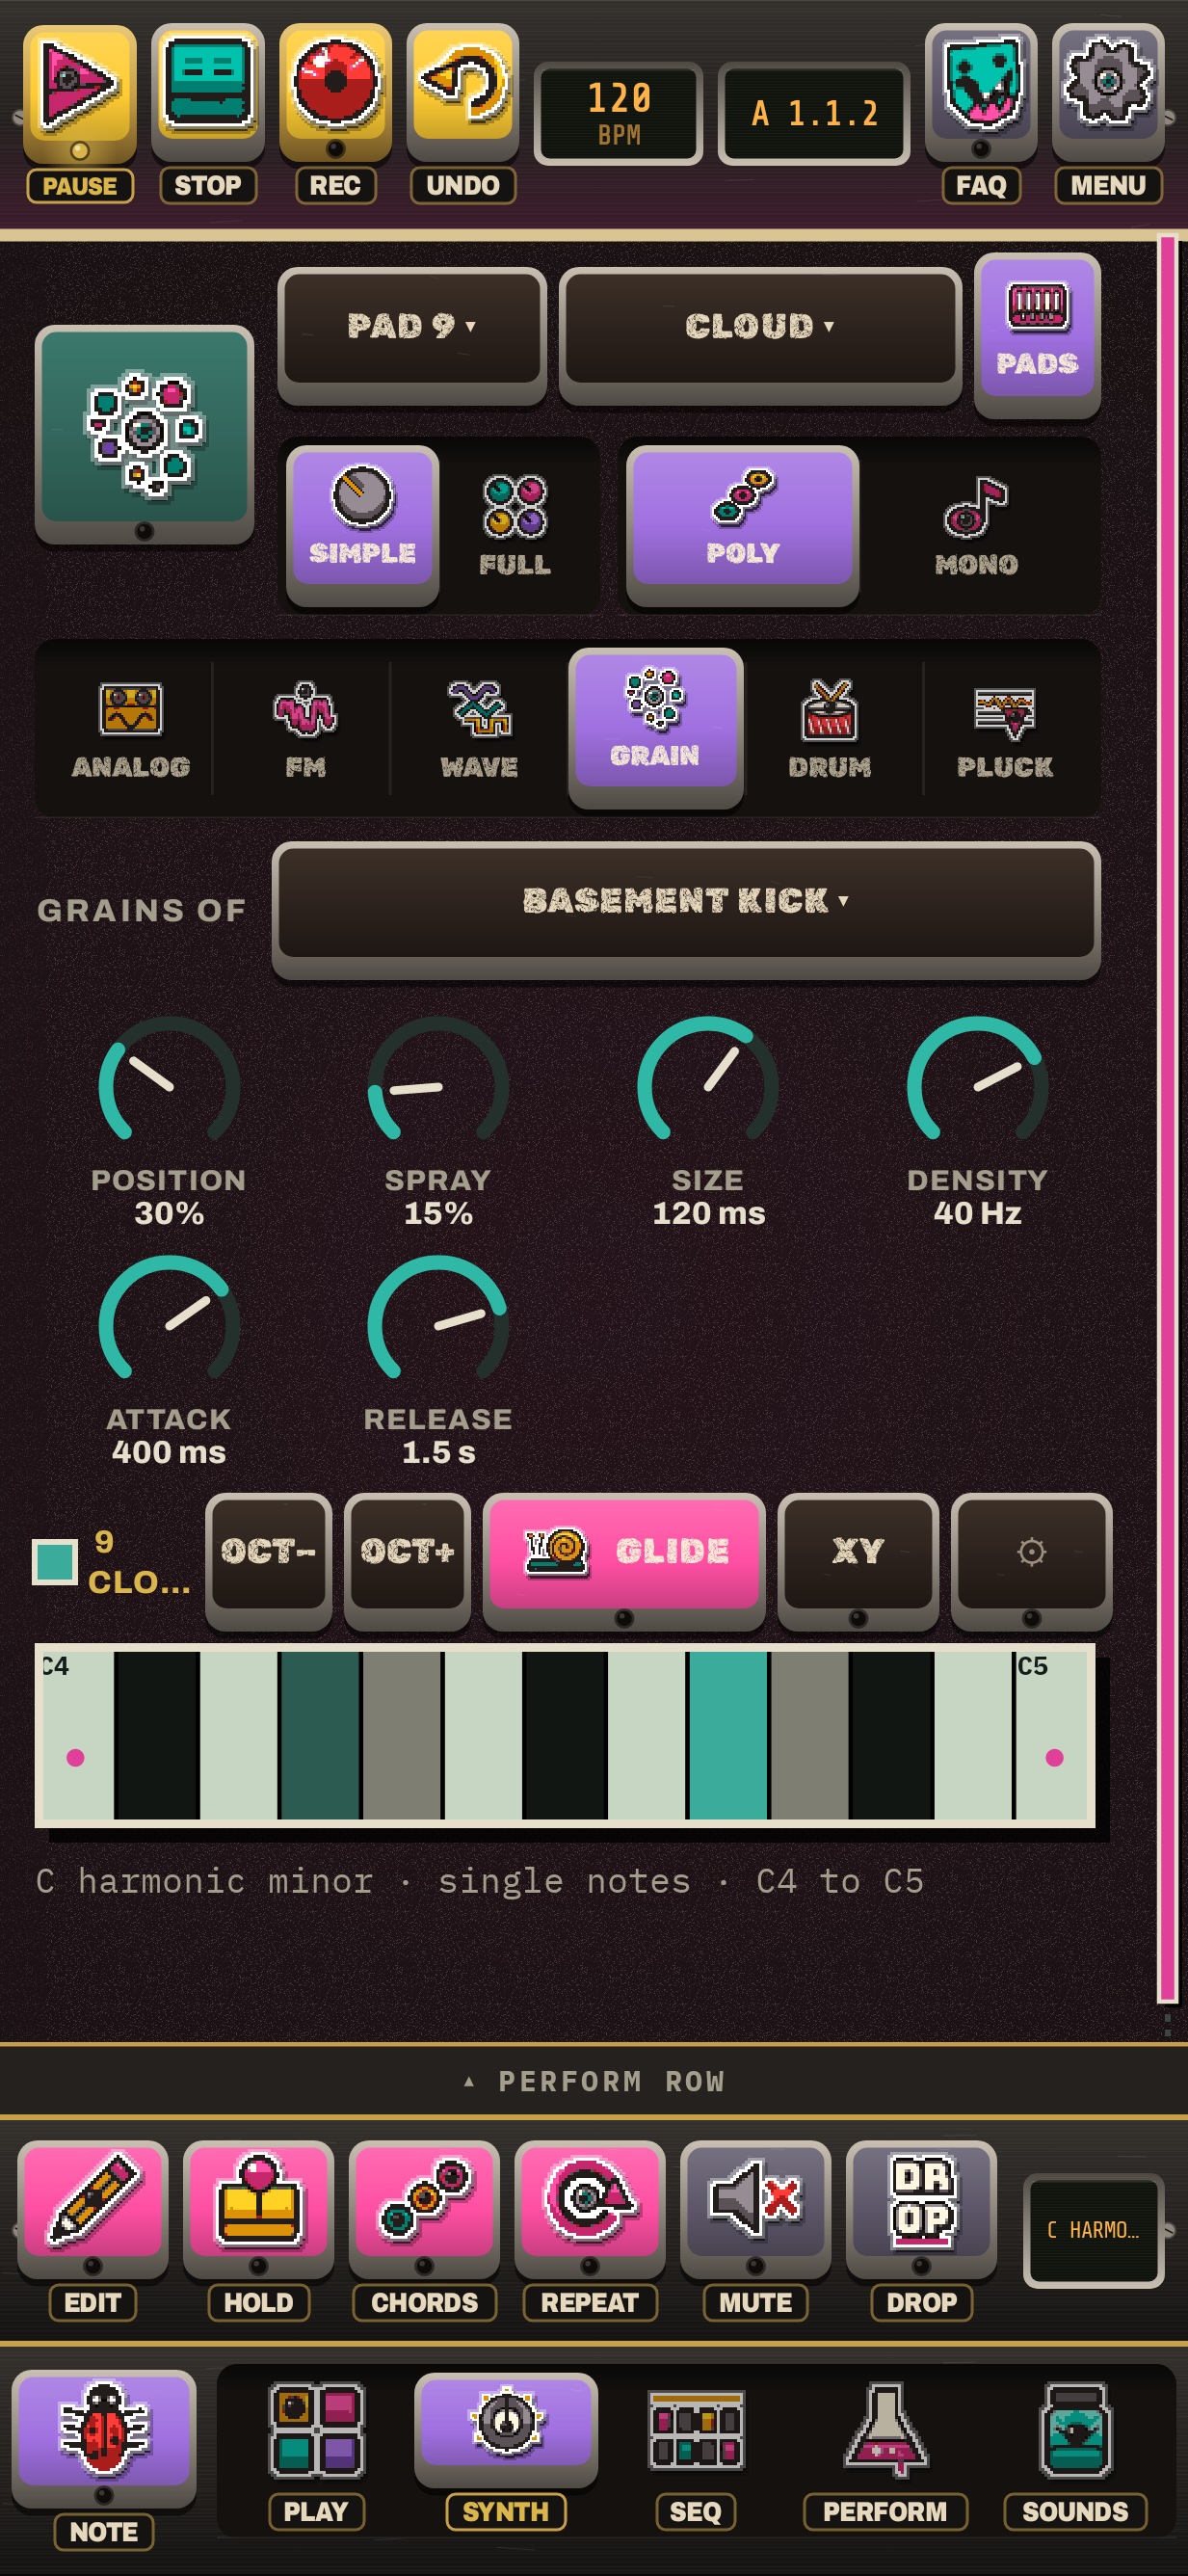 120
BPM
A 1.1.2
PAUSE
STOP
REC
UNDO
FAQ
MENU
PAD 9 ▾
CLOUD ▾
PADS
SIMPLE
FULL
POLY
MONO
ANALOG
FM
WAVE
GRAIN
DRUM
PLUCK
GRAINS OF
BASEMENT KICK ▾
POSITION
30%
SPRAY
15%
SIZE
120 ms
DENSITY
40 Hz
ATTACK
400 ms
RELEASE
1.5 s
9
CLO...
OCT-
OCT+
GLIDE
XY
C4
C5
C harmonic minor · single notes · C4 to C5
▴ PERFORM ROW
DR
OP
C HARMO…
EDIT
HOLD
CHORDS
REPEAT
MUTE
DROP
NOTE
PLAY
SYNTH
SEQ
PERFORM
SOUNDS